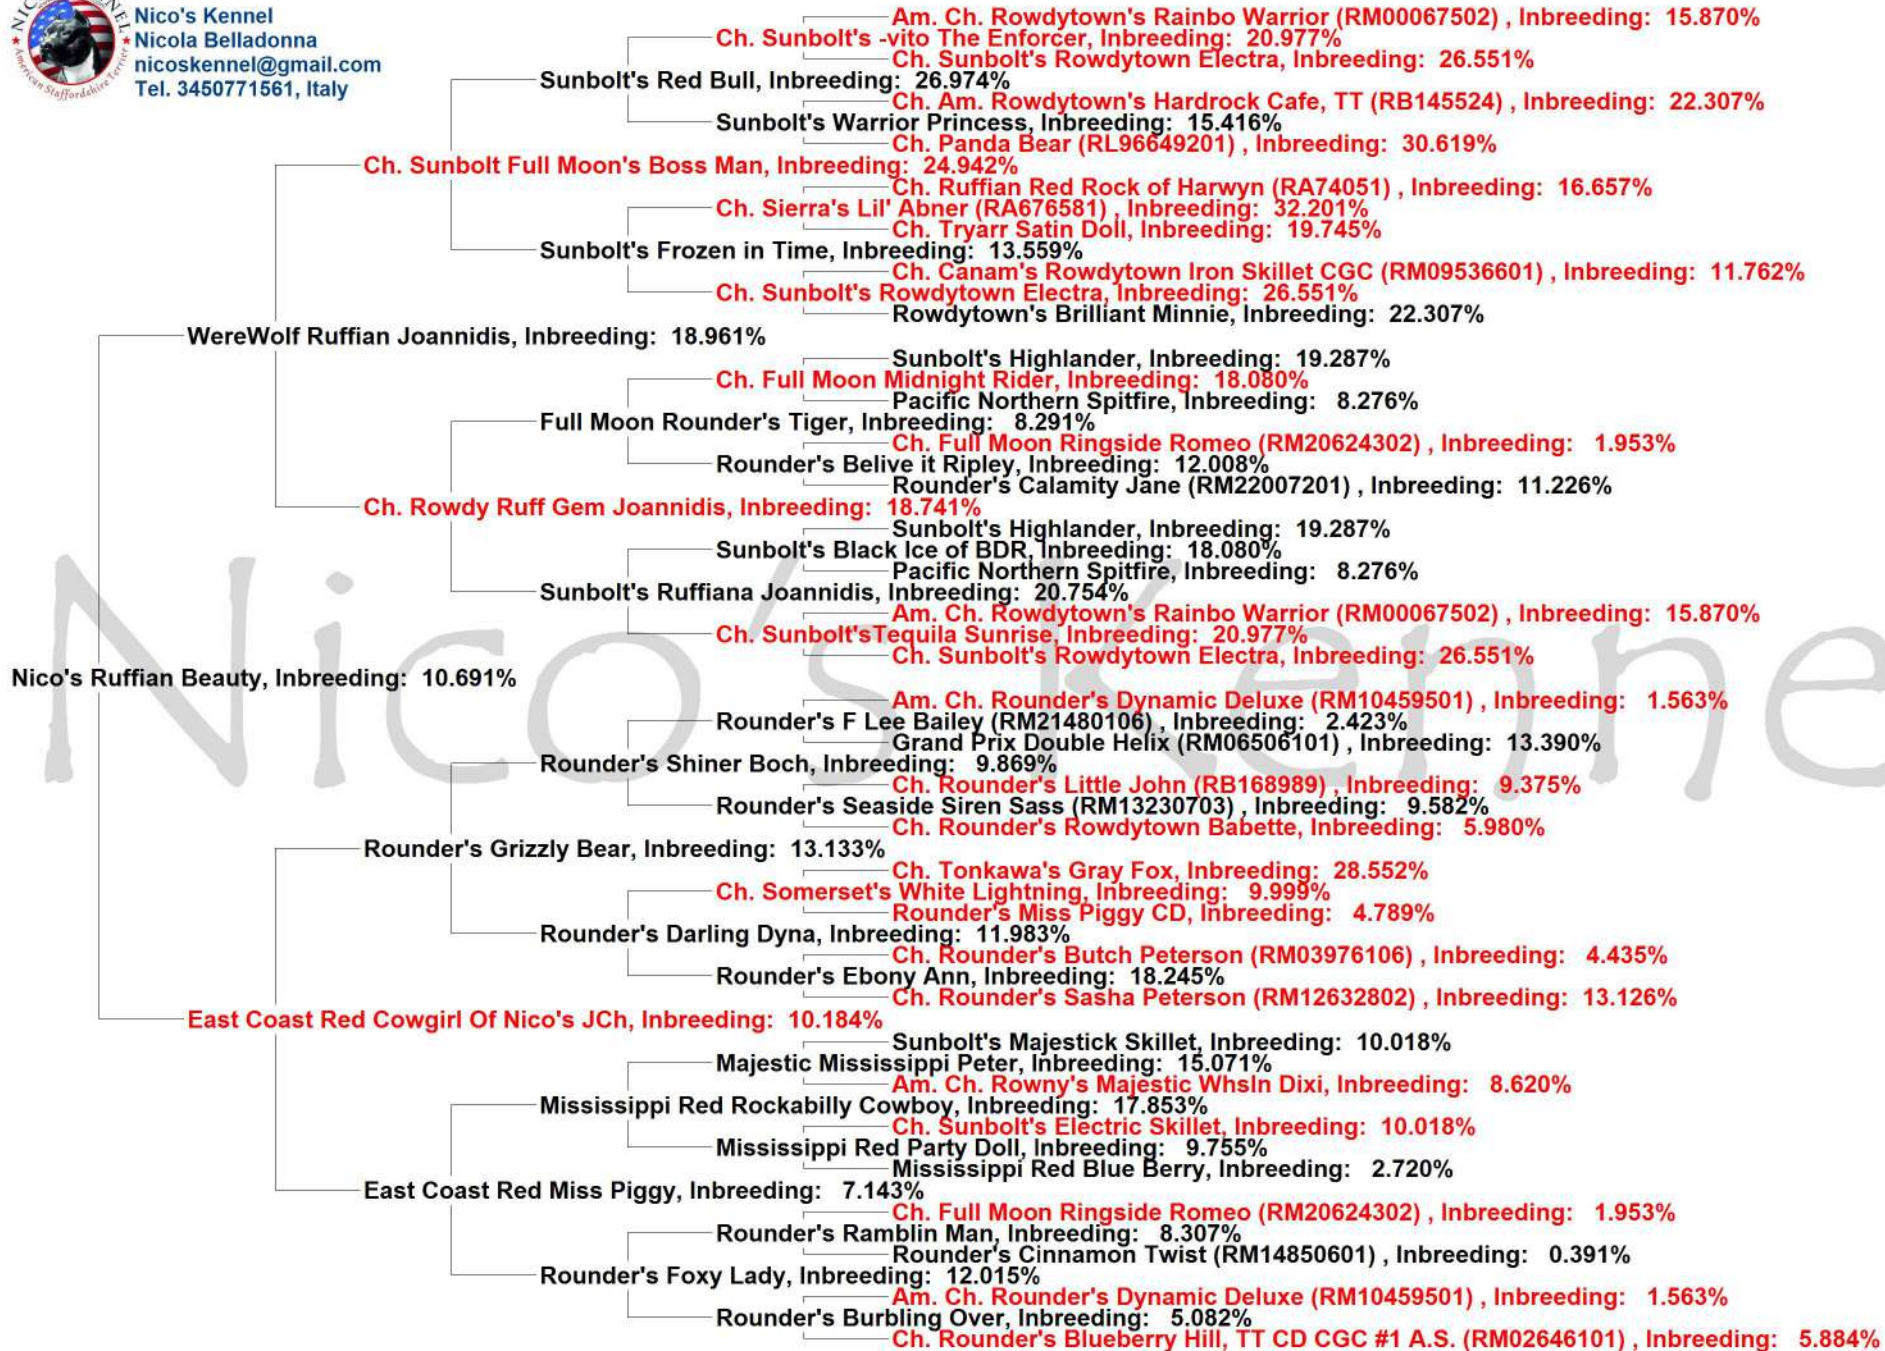 Nico's Kennel
Nicola Belladonna
nicoskennel@gmail.com
Tel. 3450771561, Italy
American Staffordshire Terrier
Am. Ch. Rowdytown's Rainbo Warrior (RM00067502) , Inbreeding: 15.870%
Ch. Sunbolt's -vito The Enforcer, Inbreeding: 20.977%
Ch. Sunbolt's Rowdytown Electra, Inbreeding: 26.551%
Sunbolt's Red Bull, Inbreeding: 26.974%
Ch. Am. Rowdytown's Hardrock Cafe, TT (RB145524) , Inbreeding: 22.307%
Sunbolt's Warrior Princess, Inbreeding: 15.416%
Ch. Panda Bear (RL96649201) , Inbreeding: 30.619%
Ch. Sunbolt Full Moon's Boss Man, Inbreeding: 24.942%
Ch. Ruffian Red Rock of Harwyn (RA74051) , Inbreeding: 16.657%
Ch. Sierra's Lil' Abner (RA676581) , Inbreeding: 32.201%
Ch. Tryarr Satin Doll, Inbreeding: 19.745%
Sunbolt's Frozen in Time, Inbreeding: 13.559%
Ch. Canam's Rowdytown Iron Skillet CGC (RM09536601) , Inbreeding: 11.762%
Ch. Sunbolt's Rowdytown Electra, Inbreeding: 26.551%
Rowdytown's Brilliant Minnie, Inbreeding: 22.307%
WereWolf Ruffian Joannidis, Inbreeding: 18.961%
Sunbolt's Highlander, Inbreeding: 19.287%
Ch. Full Moon Midnight Rider, Inbreeding: 18.080%
Pacific Northern Spitfire, Inbreeding: 8.276%
Full Moon Rounder's Tiger, Inbreeding: 8.291%
Ch. Full Moon Ringside Romeo (RM20624302) , Inbreeding: 1.953%
Rounder's Belive it Ripley, Inbreeding: 12.008%
Rounder's Calamity Jane (RM22007201) , Inbreeding: 11.226%
Ch. Rowdy Ruff Gem Joannidis, Inbreeding: 18.741%
Sunbolt's Highlander, Inbreeding: 19.287%
Sunbolt's Black Ice of BDR, Inbreeding: 18.080%
Pacific Northern Spitfire, Inbreeding: 8.276%
Sunbolt's Ruffiana Joannidis, Inbreeding: 20.754%
Am. Ch. Rowdytown's Rainbo Warrior (RM00067502) , Inbreeding: 15.870%
Ch. Sunbolt'sTequila Sunrise, Inbreeding: 20.977%
Ch. Sunbolt's Rowdytown Electra, Inbreeding: 26.551%
Nico's Ruffian Beauty, Inbreeding: 10.691%
Am. Ch. Rounder's Dynamic Deluxe (RM10459501) , Inbreeding: 1.563%
Rounder's F Lee Bailey (RM21480106) , Inbreeding: 2.423%
Grand Prix Double Helix (RM06506101) , Inbreeding: 13.390%
Rounder's Shiner Boch, Inbreeding: 9.869%
Ch. Rounder's Little John (RB168989) , Inbreeding: 9.375%
Rounder's Seaside Siren Sass (RM13230703) , Inbreeding: 9.582%
Ch. Rounder's Rowdytown Babette, Inbreeding: 5.980%
Rounder's Grizzly Bear, Inbreeding: 13.133%
Ch. Tonkawa's Gray Fox, Inbreeding: 28.552%
Ch. Somerset's White Lightning, Inbreeding: 9.999%
Rounder's Miss Piggy CD, Inbreeding: 4.789%
Rounder's Darling Dyna, Inbreeding: 11.983%
Ch. Rounder's Butch Peterson (RM03976106) , Inbreeding: 4.435%
Rounder's Ebony Ann, Inbreeding: 18.245%
Ch. Rounder's Sasha Peterson (RM12632802) , Inbreeding: 13.126%
East Coast Red Cowgirl Of Nico's JCh, Inbreeding: 10.184%
Sunbolt's Majestick Skillet, Inbreeding: 10.018%
Majestic Mississippi Peter, Inbreeding: 15.071%
Am. Ch. Rowny's Majestic Whsln Dixi, Inbreeding: 8.620%
Mississippi Red Rockabilly Cowboy, Inbreeding: 17.853%
Ch. Sunbolt's Electric Skillet, Inbreeding: 10.018%
Mississippi Red Party Doll, Inbreeding: 9.755%
Mississippi Red Blue Berry, Inbreeding: 2.720%
East Coast Red Miss Piggy, Inbreeding: 7.143%
Ch. Full Moon Ringside Romeo (RM20624302) , Inbreeding: 1.953%
Rounder's Ramblin Man, Inbreeding: 8.307%
Rounder's Cinnamon Twist (RM14850601) , Inbreeding: 0.391%
Rounder's Foxy Lady, Inbreeding: 12.015%
Am. Ch. Rounder's Dynamic Deluxe (RM10459501) , Inbreeding: 1.563%
Rounder's Burbling Over, Inbreeding: 5.082%
Ch. Rounder's Blueberry Hill, TT CD CGC #1 A.S. (RM02646101) , Inbreeding: 5.884%
Nico's Kenne